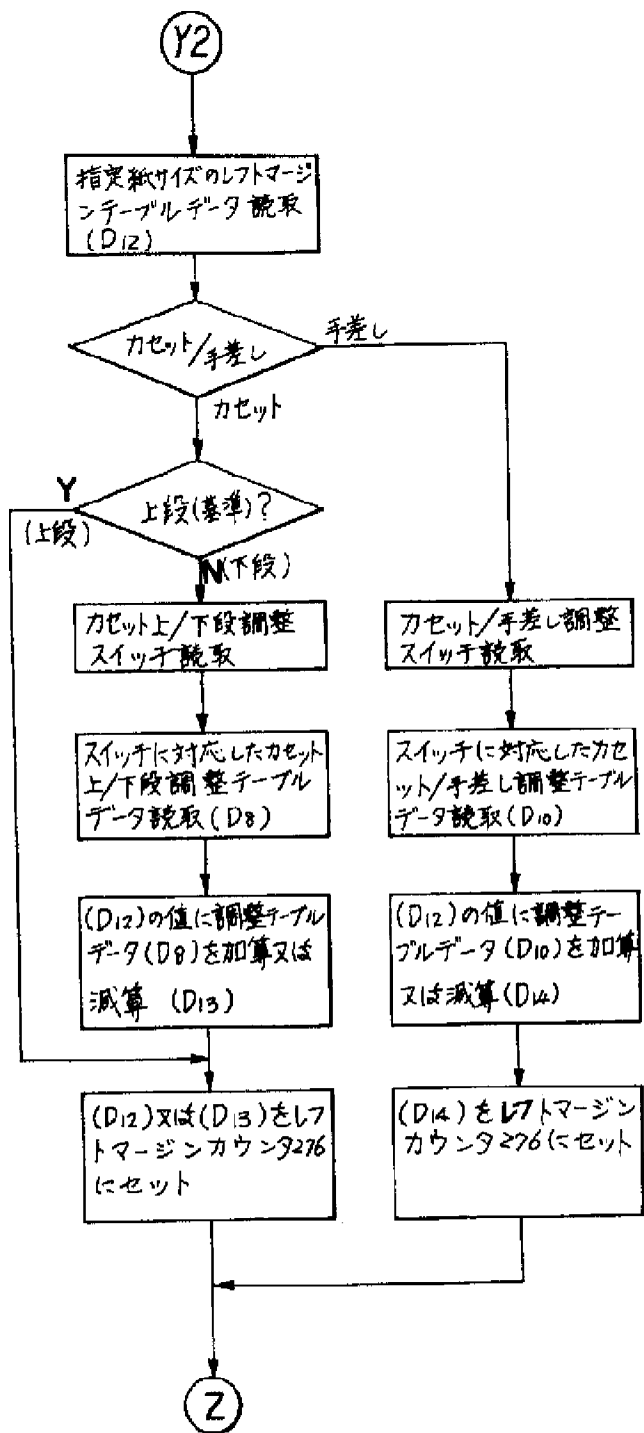 Y2
指定紙サイズのレフトマージ
ンテーブルデータ読取
(D12)
カセット/手差し
手差し
カセット
上段(基準)?
Y
(上段)
N(下段)
カセット上/下段調整
スイッチ読取
スイッチに対応したカセット
上/下段調整テーブル
データ読取(D8)
(D12)の値に調整テーブル
データ(D8)を加算又は
減算 (D13)
(D12)又は(D13)をレフ
トマージンカウンタ276
にセット
カセット/手差し調整
スイッチ読取
スイッチに対応したカセ
ット/手差し調整テーブル
データ読取(D10)
(D12)の値に調整テー
ブルデータ(D10)を加算
又は減算(D14)
(D14)をレフトマージン
カウンタ276にセット
Z